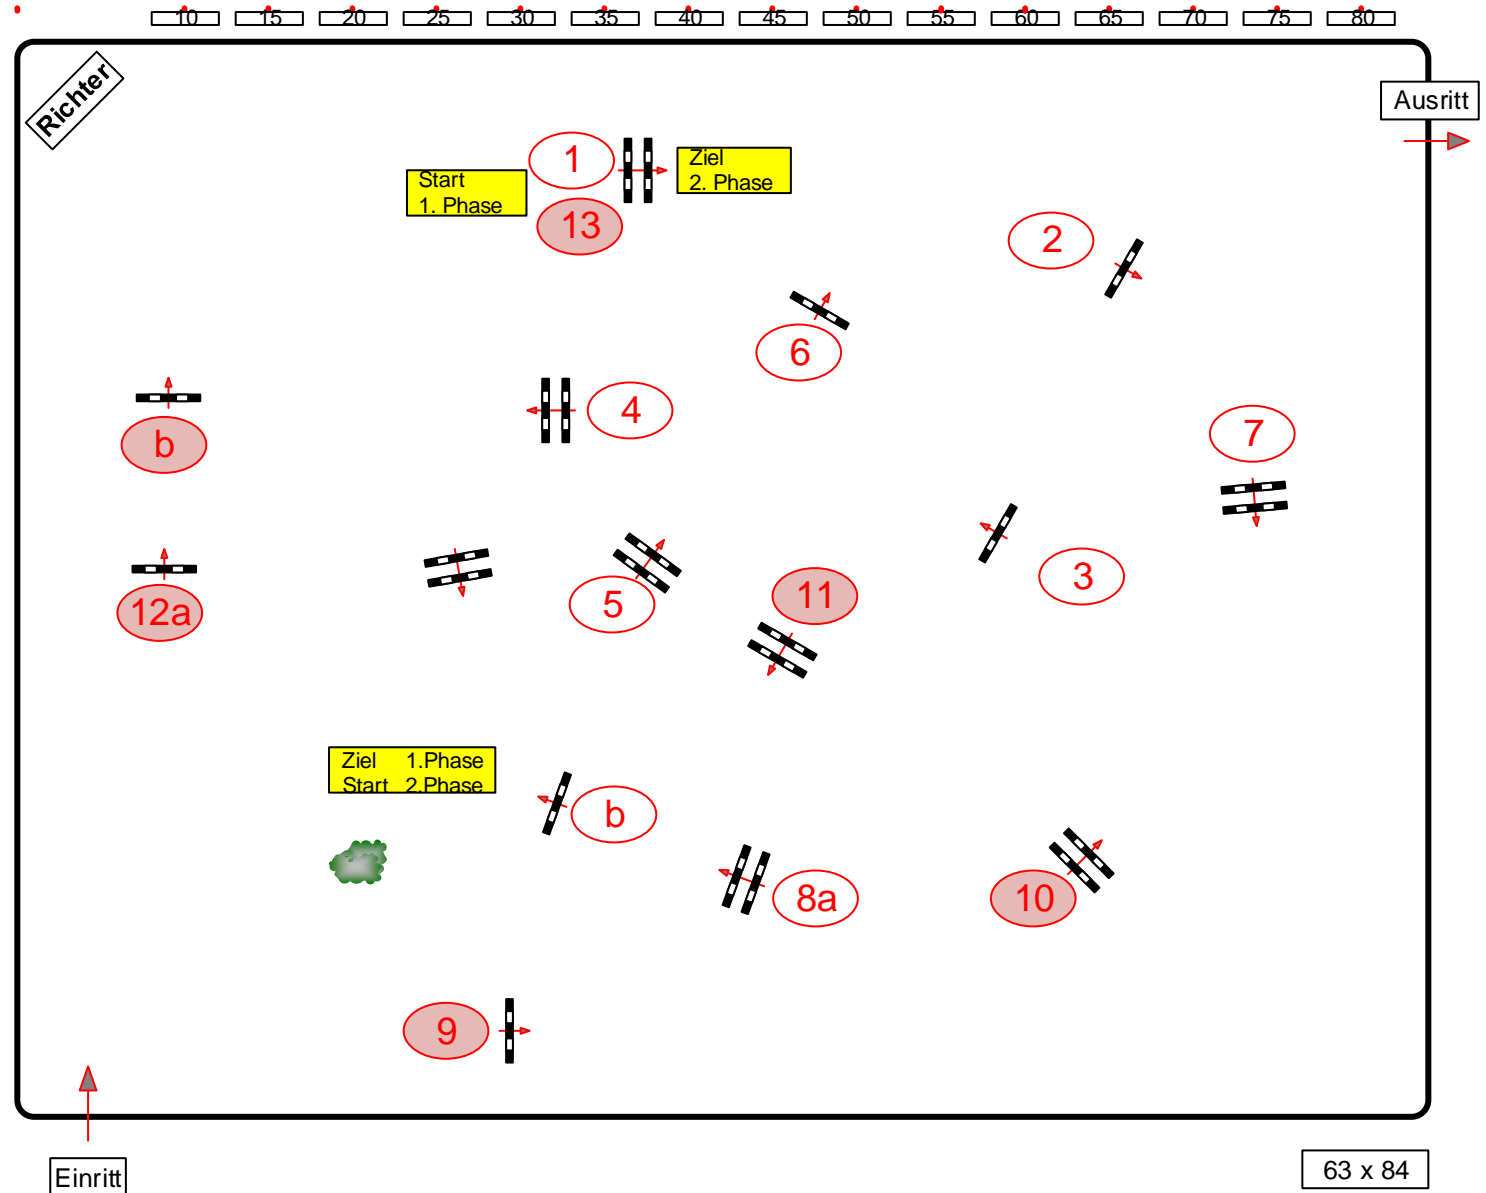 10 15 20 25 30 35 40 45 50 55 60 65 70 75 80
Richter
Ausritt
1
Start
1. Phase
Ziel
2. Phase
13
2
6
4
b
7
3
5
11
12a
Ziel 1.Phase
Start 2.Phase
b
8a
10
9
Einritt
63 x 84